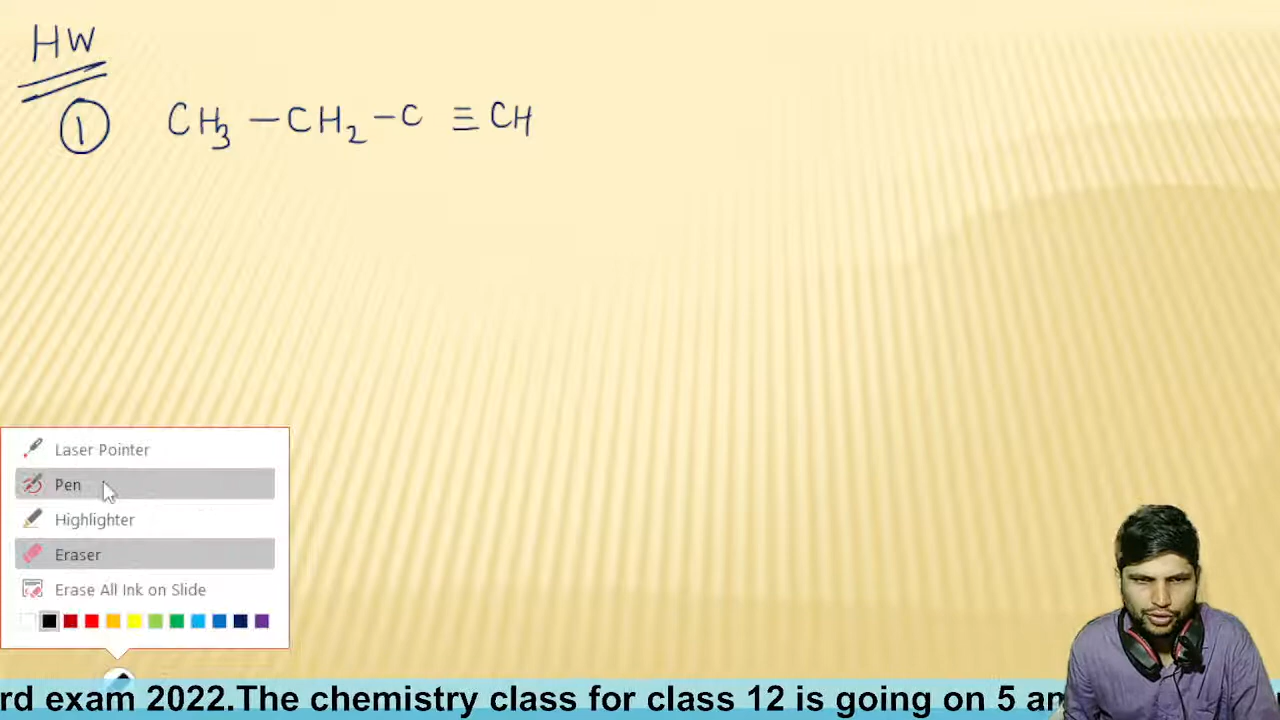 HW
① CH₃ – CH₂ – C ≡ CH
Laser Pointer
Pen
Highlighter
Eraser
Erase All Ink on Slide
rd exam 2022.The chemistry class for class 12 is going on 5 an